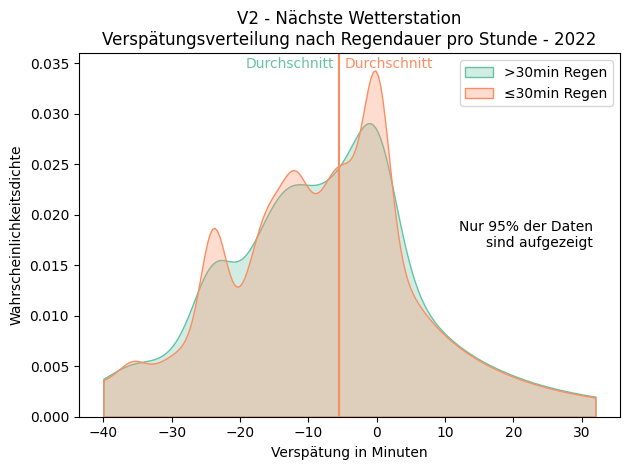 V2 - Nächste Wetterstation
Verspätungsverteilung nach Regendauer pro Stunde - 2022
Durchschnitt Durchschnitt
>30min Regen
≤30min Regen
Nur 95% der Daten
sind aufgezeigt
Wahrscheinlichkeitsdichte
0.035
0.030
0.025
0.020
0.015
0.010
0.005
0.000
−40 −30 −20 −10 0 10 20 30
Verspätung in Minuten